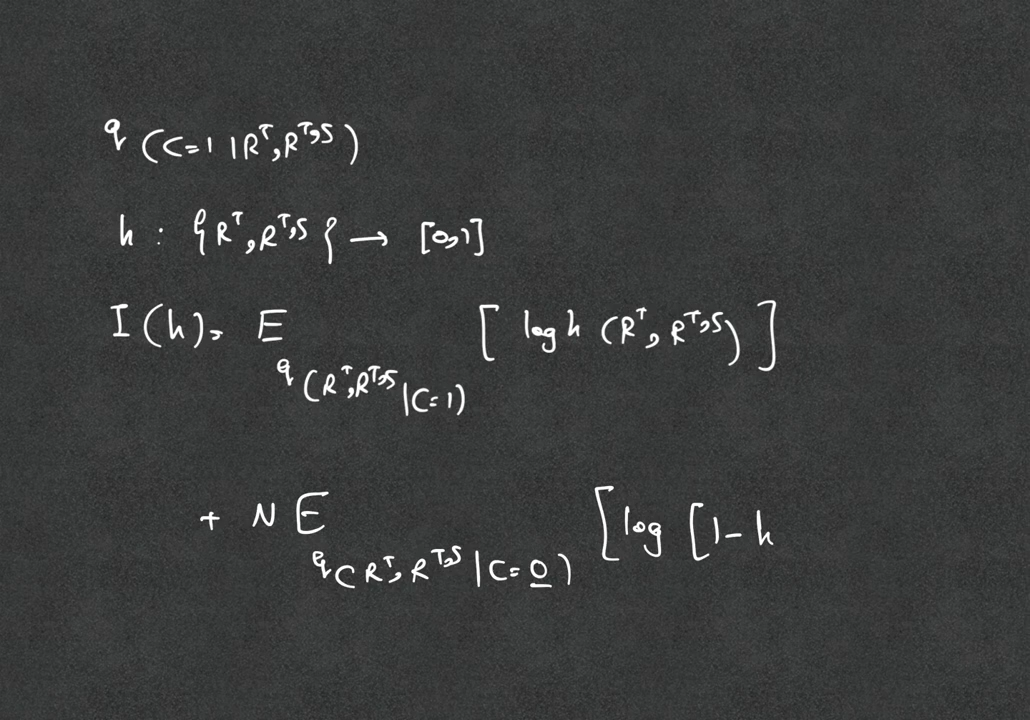 q (C=1 | R^T, R^{T,S})
h : { R^T, R^{T,S} } → [0,1]
I(h) = E_{q(R^T, R^{T,S} | C=1)} [ log h (R^T, R^{T,S}) ]
+ N E_{q(R^T, R^{T,S} | C=0)} [ log [1-h